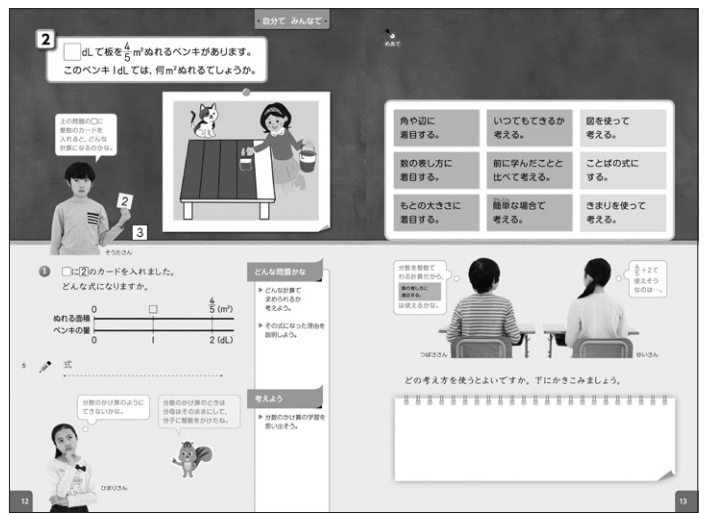 自分で みんなで
2
□dLで板を4/5m²ぬれるペンキがあります。
このペンキ1dLでは,何m²ぬれるでしょうか。
上の問題の□に
整数のカードを
入れると、どんな
計算になるのかな。
2
3
そうたさん
1 □に2のカードを入れました。
どんな式になりますか。
0 □ 4/5 (m²)
ぬれる面積
ペンキの量
0 1 2 (dL)
5 式
分数のかけ算のように
できないかな。
分数のかけ算のときは
分母はそのままにして,
分子に整数をかけたね。
ひまりさん
どんな問題かな
▶ どんな計算で
求められるか
考えよう。
▶ その式になった理由を
説明しよう。
考えよう
▶ 分数のかけ算の学習を
思い出そう。
12
めあて
角や辺に
着目する。
いつでもできるか
考える。
図を使って
考える。
数の表し方に
着目する。
前に学んだことと
比べて考える。
ことばの式に
する。
もとの大きさに
着目する。
かんたん
簡単な場合で
考える。
きまりを使って
考える。
分数を整数で
わる計算だから,
数の表し方に
着目する。
は使えるかな。
つばささん
4/5÷2で
使えそう
なのは…。
ゆいさん
どの考え方を使うとよいですか。下にかきこみましょう。
13